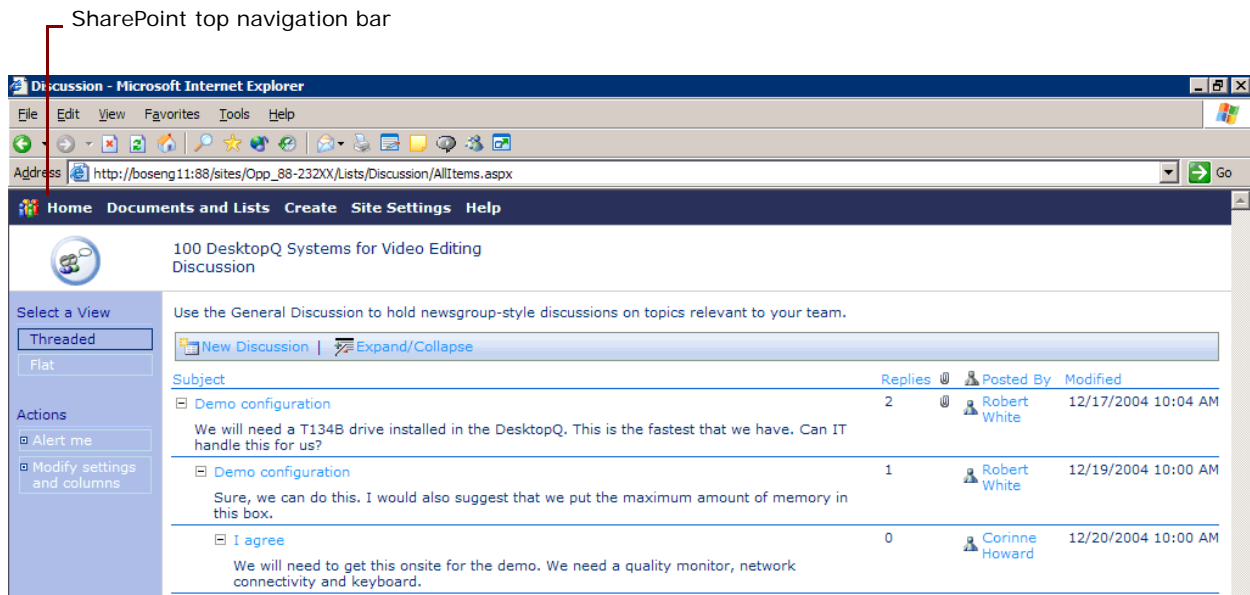 SharePoint top navigation bar
Discussion - Microsoft Internet Explorer
File Edit View Favorites Tools Help
Address http://boseng11:88/sites/Opp_88-232XX/Lists/Discussion/AllItems.aspx Go
Home Documents and Lists Create Site Settings Help
100 DesktopQ Systems for Video Editing
Discussion
Select a View
Threaded
Flat
Actions
Alert me
Modify settings
and columns
Use the General Discussion to hold newsgroup-style discussions on topics relevant to your team.
New Discussion | Expand/Collapse
Subject Replies Posted By Modified
Demo configuration 2 Robert White 12/17/2004 10:04 AM
We will need a T134B drive installed in the DesktopQ. This is the fastest that we have. Can IT
handle this for us?
Demo configuration 1 Robert White 12/19/2004 10:00 AM
Sure, we can do this. I would also suggest that we put the maximum amount of memory in
this box.
I agree 0 Corinne Howard 12/20/2004 10:00 AM
We will need to get this onsite for the demo. We need a quality monitor, network
connectivity and keyboard.